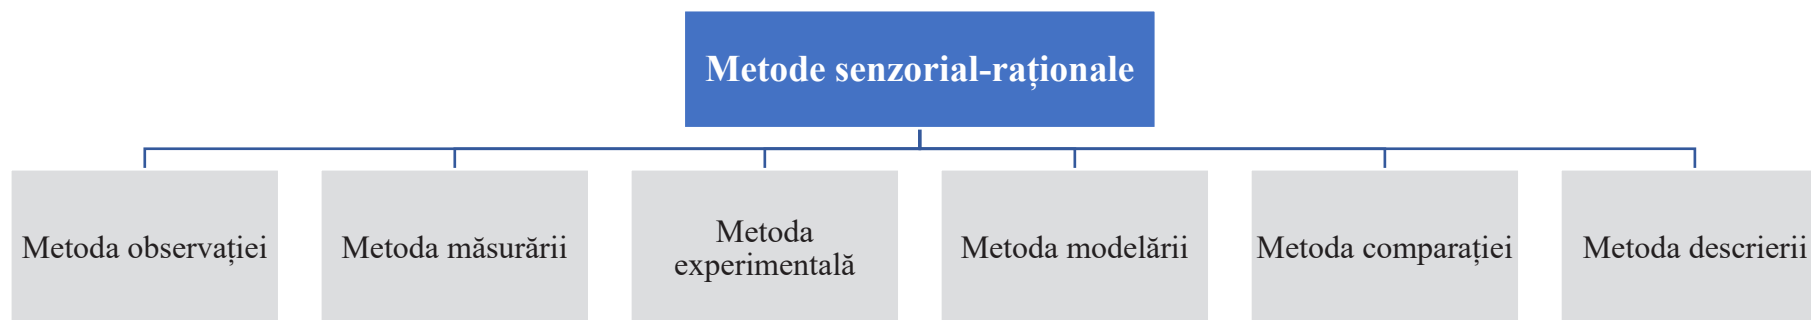 Metode senzorial-raționale
Metoda observației
Metoda măsurării
Metoda
experimentală
Metoda modelării
Metoda comparației
Metoda descrierii